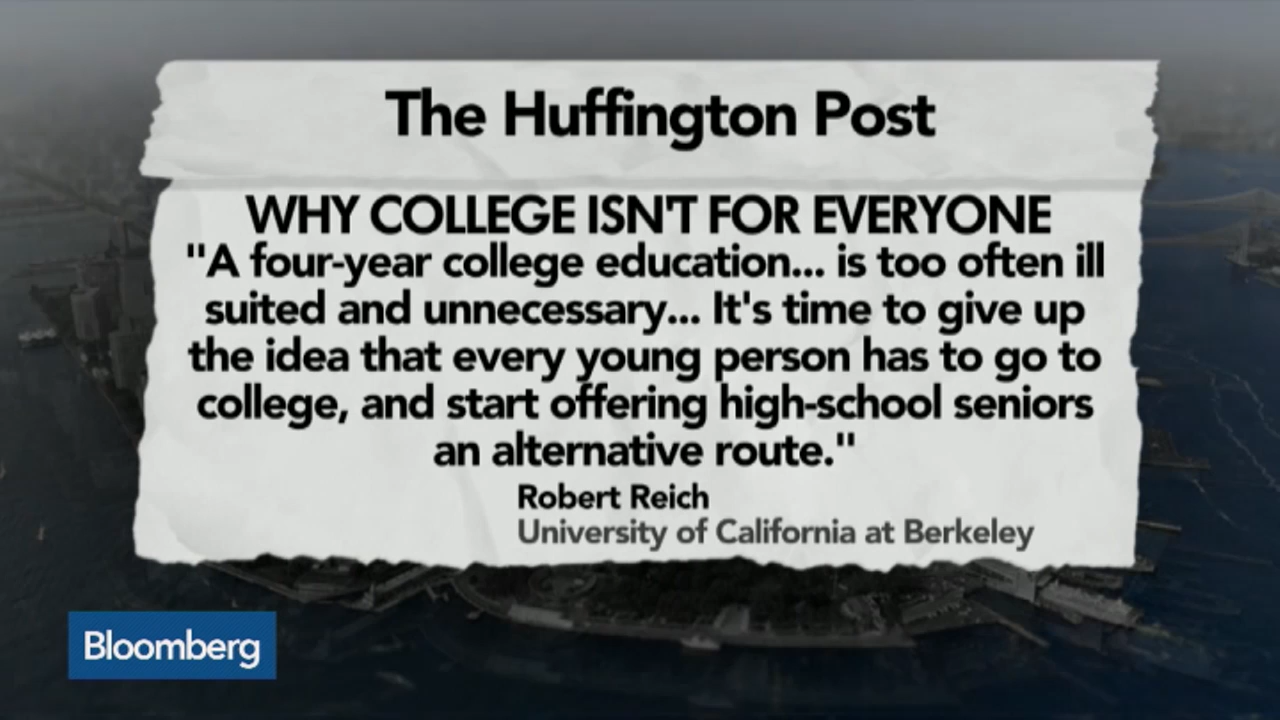 The Huffington Post
WHY COLLEGE ISN'T FOR EVERYONE
"A four-year college education... is too often ill
suited and unnecessary... It's time to give up
the idea that every young person has to go to
college, and start offering high-school seniors
an alternative route."
Robert Reich
University of California at Berkeley
Bloomberg